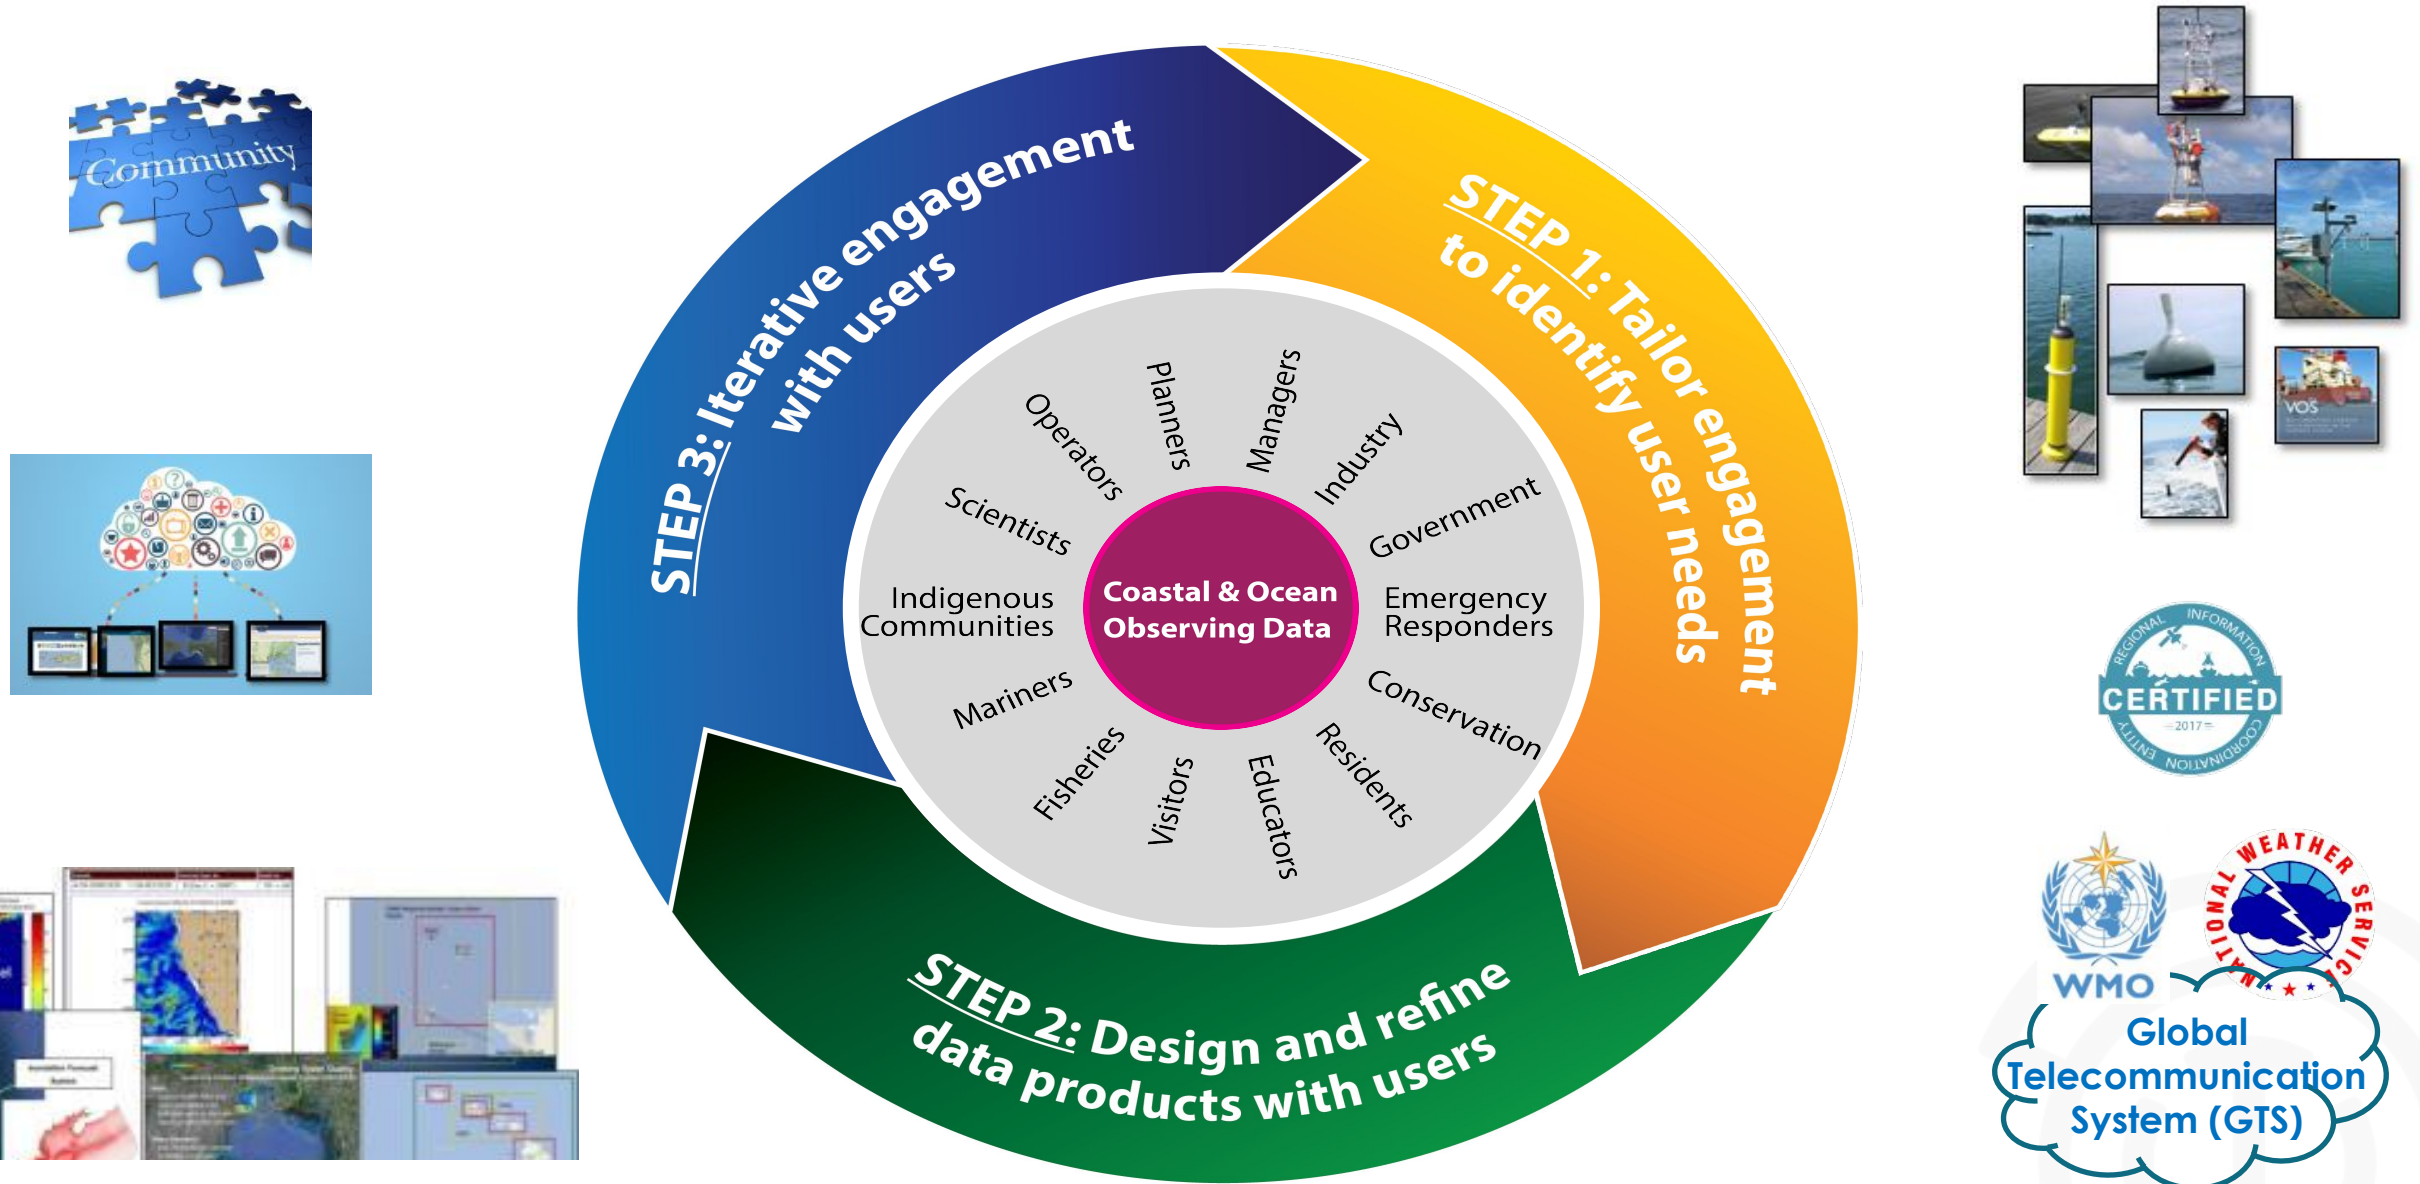 Community
STEP 3: Iterative engagement
with users
STEP 1: Tailor engagement
to identify user needs
STEP 2: Design and refine
data products with users
Coastal & Ocean
Observing Data
Planners
Managers
Industry
Government
Emergency
Responders
Conservation
Residents
Educators
Visitors
Fisheries
Mariners
Indigenous
Communities
Scientists
Operators
VOS
REGIONAL INFORMATION
CERTIFIED
2017
COORDINATION ENTITY
WMO
NATIONAL WEATHER SERVICE
Global
Telecommunication
System (GTS)